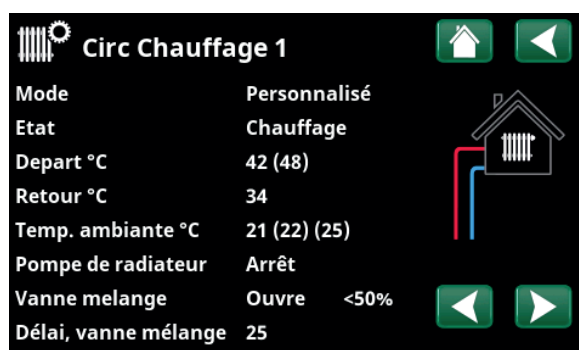 Circ Chauffage 1
Mode Personnalisé
Etat Chauffage
Depart °C 42 (48)
Retour °C 34
Temp. ambiante °C 21 (22) (25)
Pompe de radiateur Arrêt
Vanne melange Ouvre <50%
Délai, vanne mélange 25